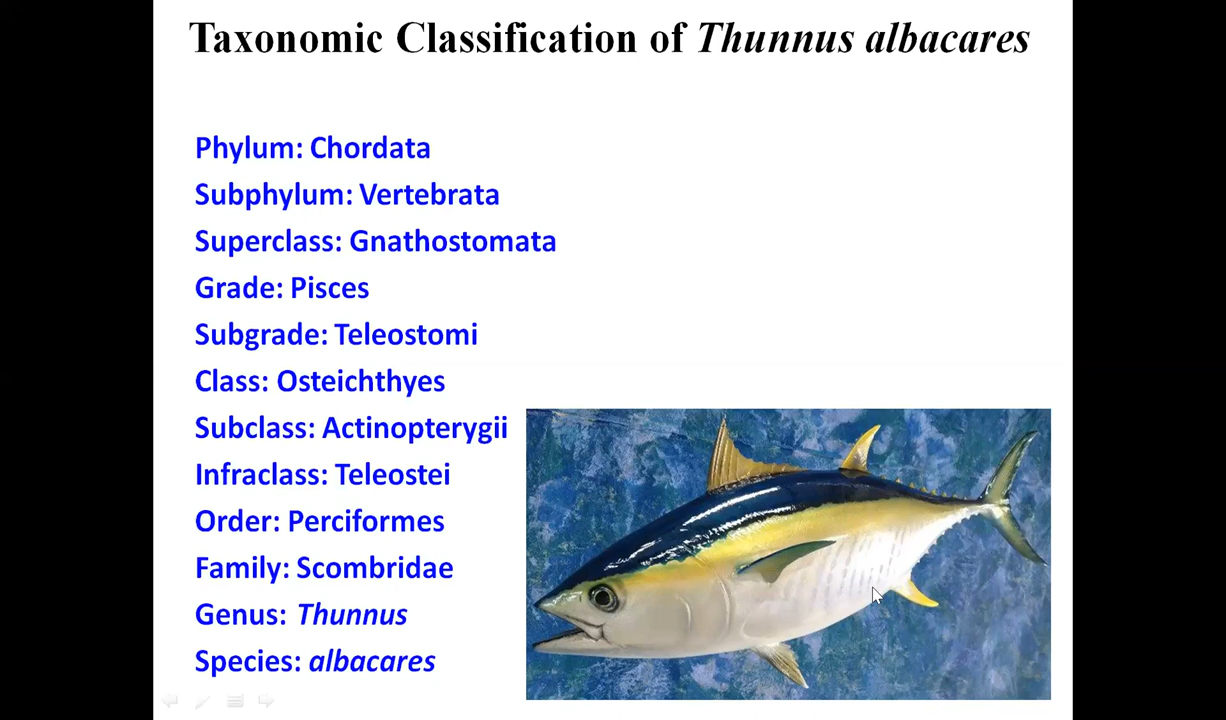 Taxonomic Classification of Thunnus albacares
Phylum: Chordata
Subphylum: Vertebrata
Superclass: Gnathostomata
Grade: Pisces
Subgrade: Teleostomi
Class: Osteichthyes
Subclass: Actinopterygii
Infraclass: Teleostei
Order: Perciformes
Family: Scombridae
Genus: Thunnus
Species: albacares